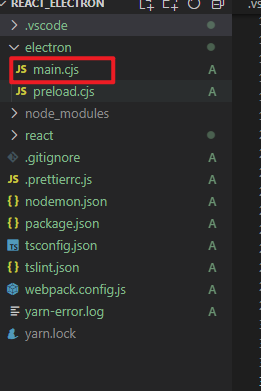 REACT_ELECTRON
.vscode
electron
JS main.cjs A
JS preload.cjs A
node_modules
react
.gitignore A
.prettierrc.js A
{} nodemon.json A
{} package.json A
TS tsconfig.json A
{} tslint.json A
webpack.config.js A
yarn-error.log A
yarn.lock